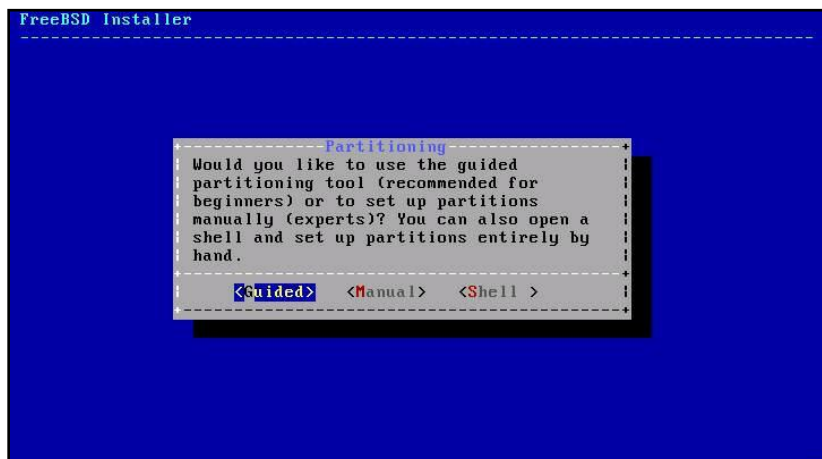 FreeBSD Installer
Partitioning
Would you like to use the guided
partitioning tool (recommended for
beginners) or to set up partitions
manually (experts)? You can also open a
shell and set up partitions entirely by
hand.
<Guided> <Manual> <Shell >